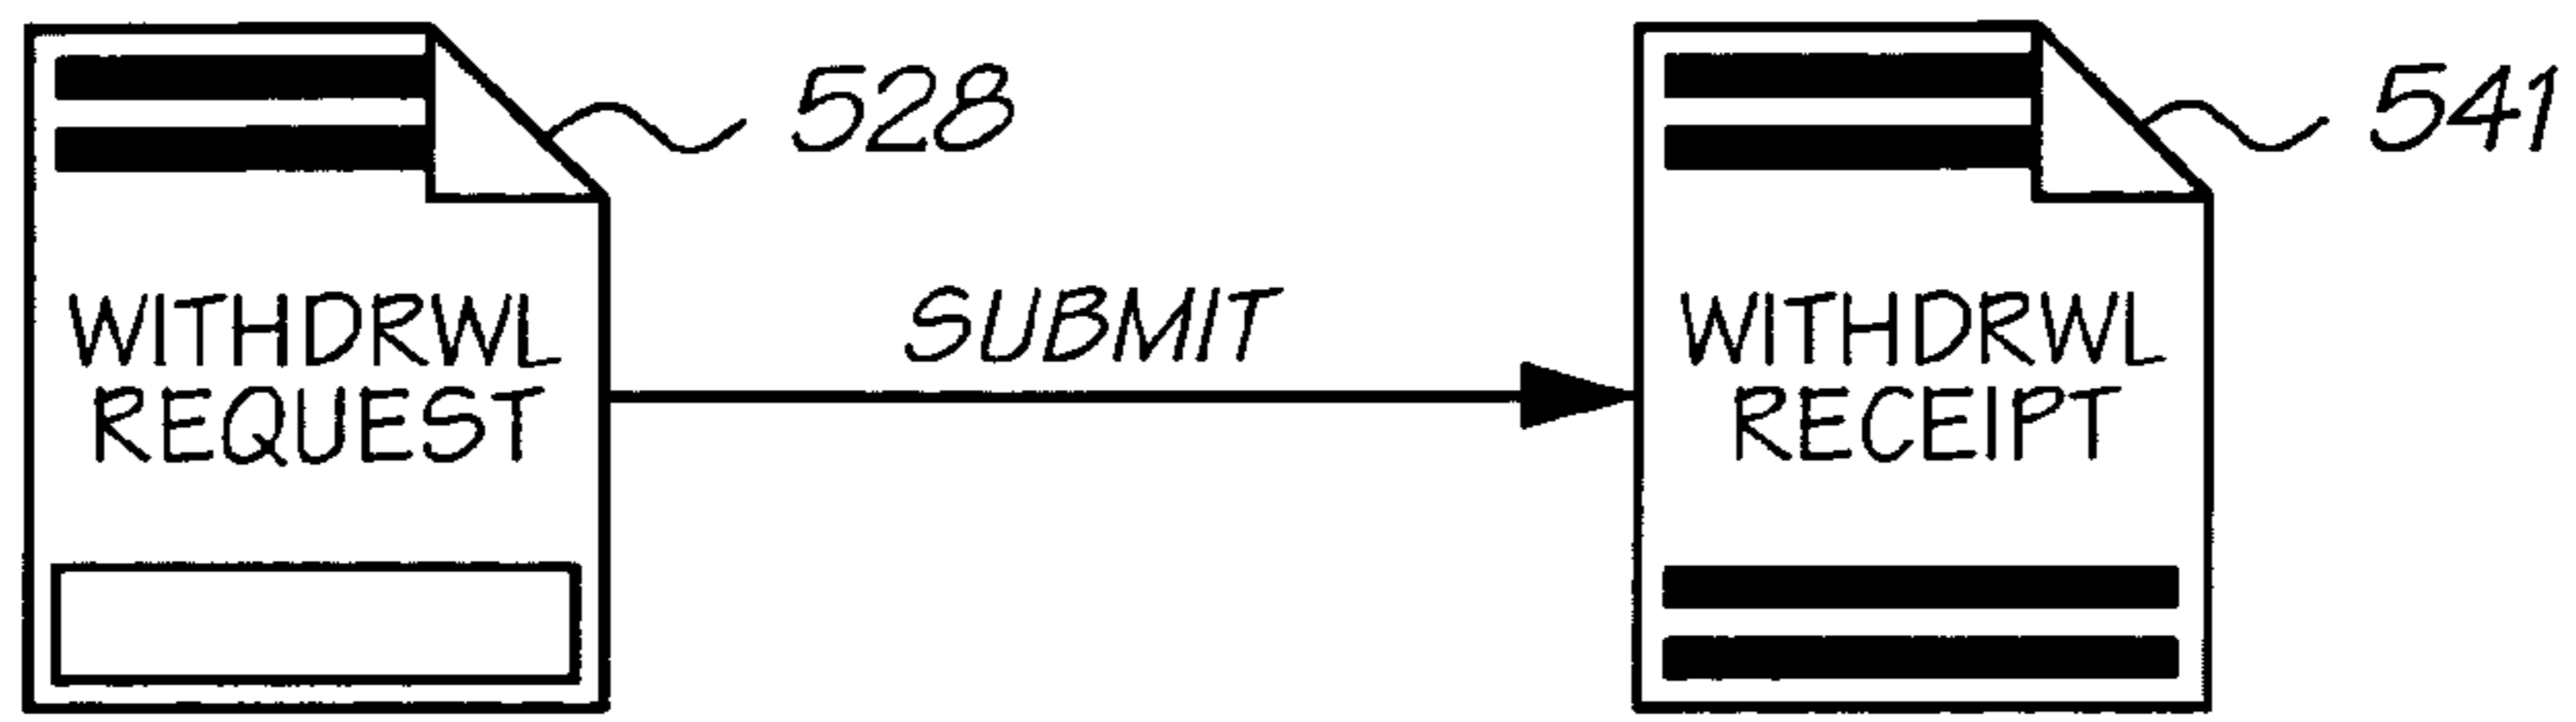 528
WITHDRWL
REQUEST
SUBMIT
541
WITHDRWL
RECEIPT